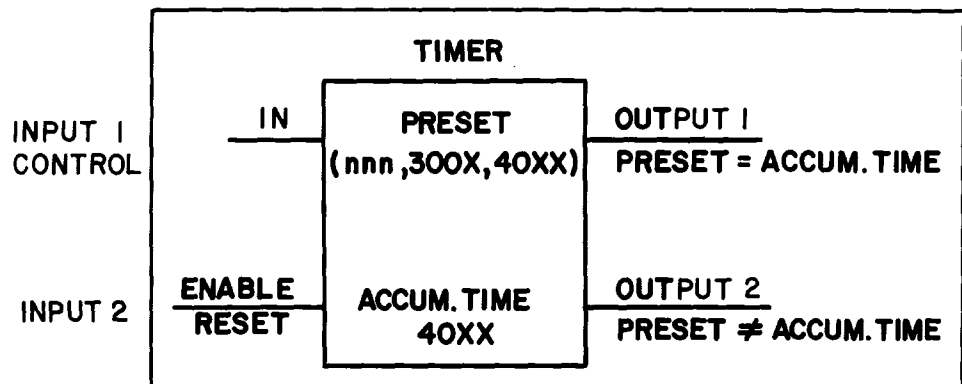 TIMER
INPUT 1
CONTROL
IN
PRESET
(nnn,300X,40XX)
OUTPUT 1
PRESET = ACCUM. TIME
INPUT 2
ENABLE
RESET
ACCUM. TIME
40XX
OUTPUT 2
PRESET ≠ ACCUM. TIME